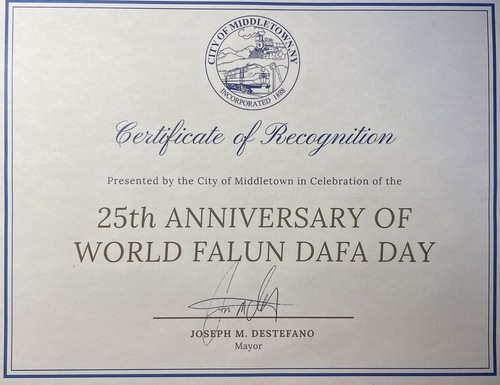 CITY OF MIDDLETOWN, NY
INCORPORATED 1888
Certificate of Recognition
Presented by the City of Middletown in Celebration of the
25th ANNIVERSARY OF
WORLD FALUN DAFA DAY
JOSEPH M. DESTEFANO
Mayor